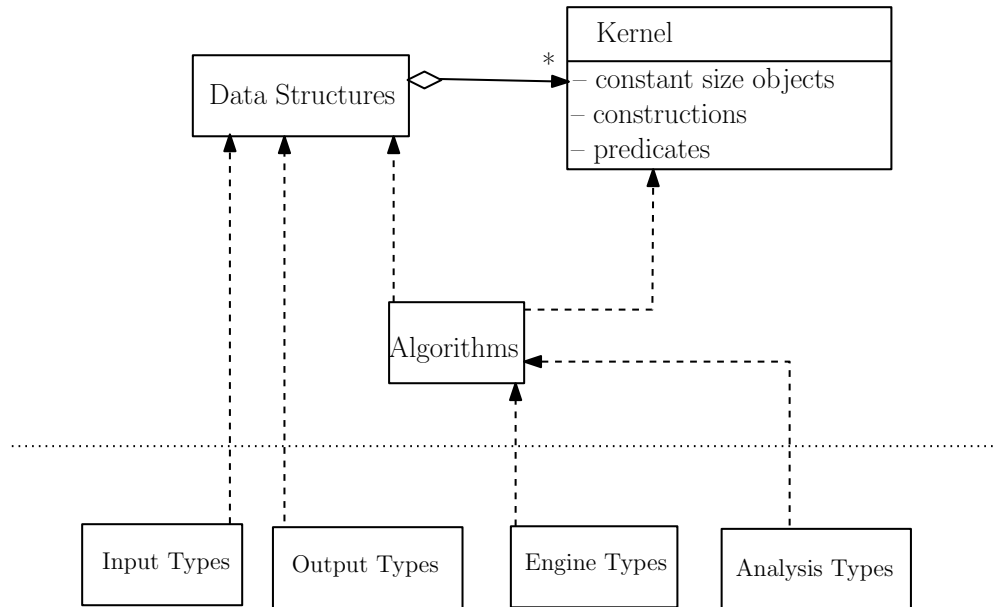 Kernel
*
– constant size objects
Data Structures
– constructions
– predicates
Algorithms
Input Types
Output Types
Engine Types
Analysis Types